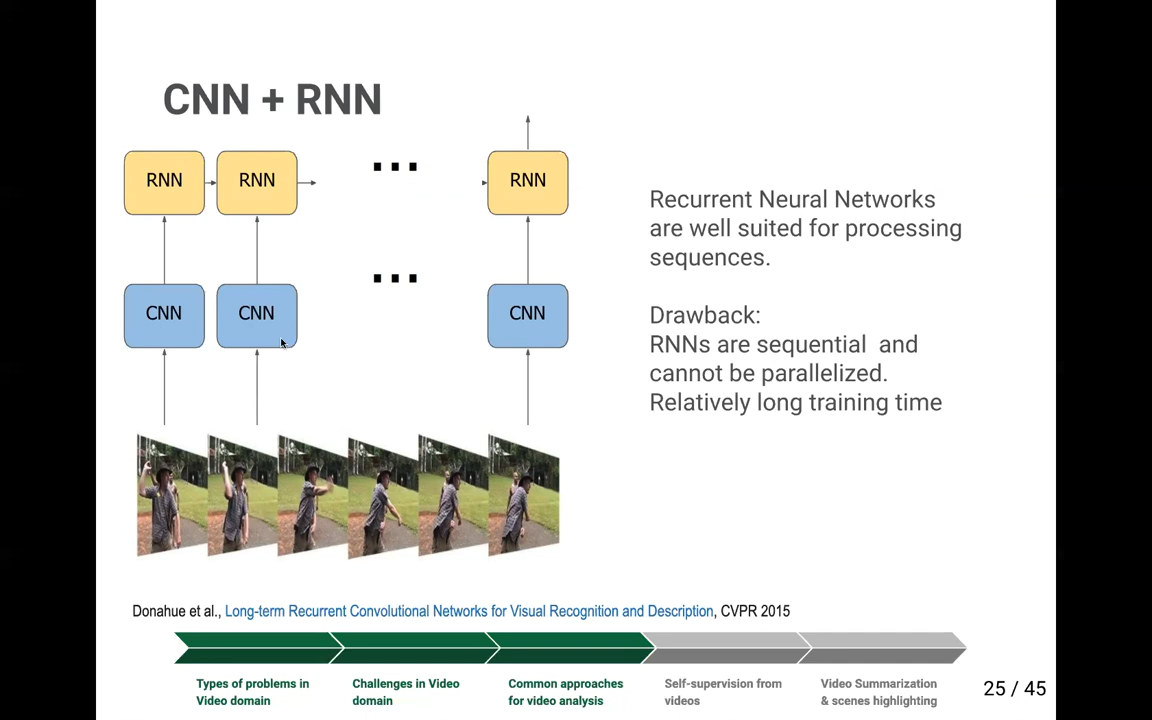 CNN + RNN
RNN
RNN
...
RNN
...
CNN
CNN
CNN
Recurrent Neural Networks
are well suited for processing
sequences.
Drawback:
RNNs are sequential  and
cannot be parallelized.
Relatively long training time
Donahue et al., Long-term Recurrent Convolutional Networks for Visual Recognition and Description, CVPR 2015
Types of problems in
Video domain
Challenges in Video
domain
Common approaches
for video analysis
Self-supervision from
videos
Video Summarization
& scenes highlighting
25 / 45